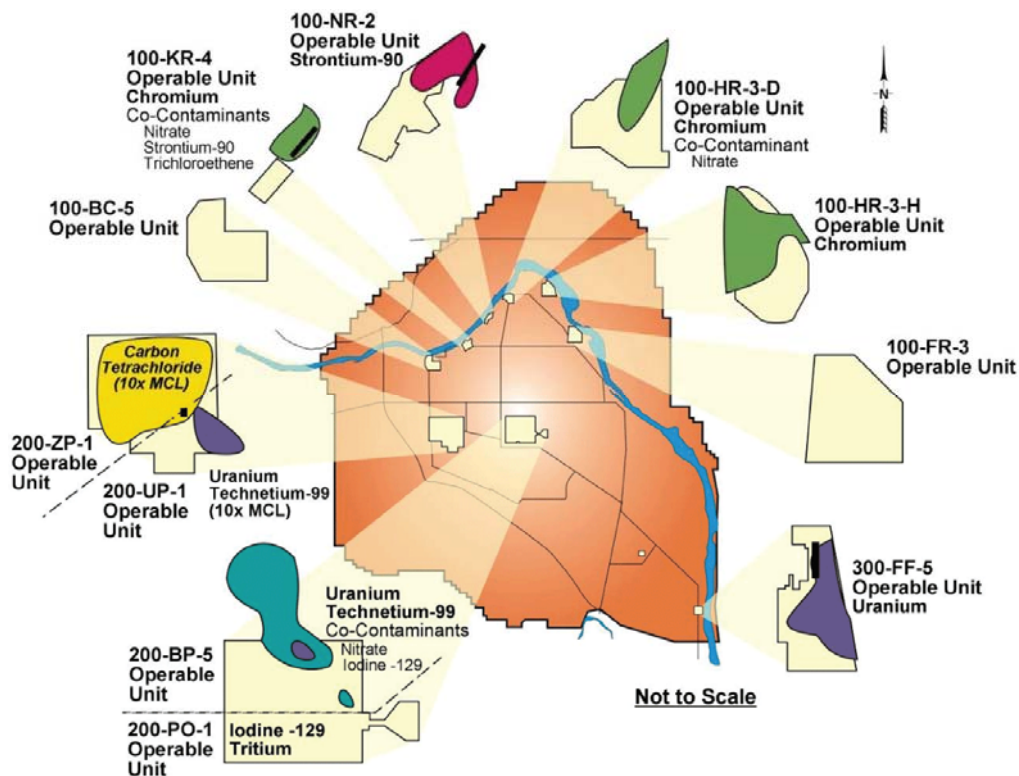 100-NR-2
Operable Unit
Strontium-90
100-KR-4
Operable Unit
Chromium
Co-Contaminants
Nitrate
Strontium-90
Trichloroethene
100-HR-3-D
Operable Unit
Chromium
Co-Contaminant
Nitrate
N
100-BC-5
Operable Unit
100-HR-3-H
Operable Unit
Chromium
Carbon
Tetrachloride
(10x MCL)
100-FR-3
Operable Unit
200-ZP-1
Operable
Unit
200-UP-1
Operable
Unit
Uranium
Technetium-99
(10x MCL)
300-FF-5
Operable Unit
Uranium
Uranium
Technetium-99
Co-Contaminants
Nitrate
Iodine -129
200-BP-5
Operable
Unit
Not to Scale
200-PO-1
Operable
Unit
Iodine -129
Tritium